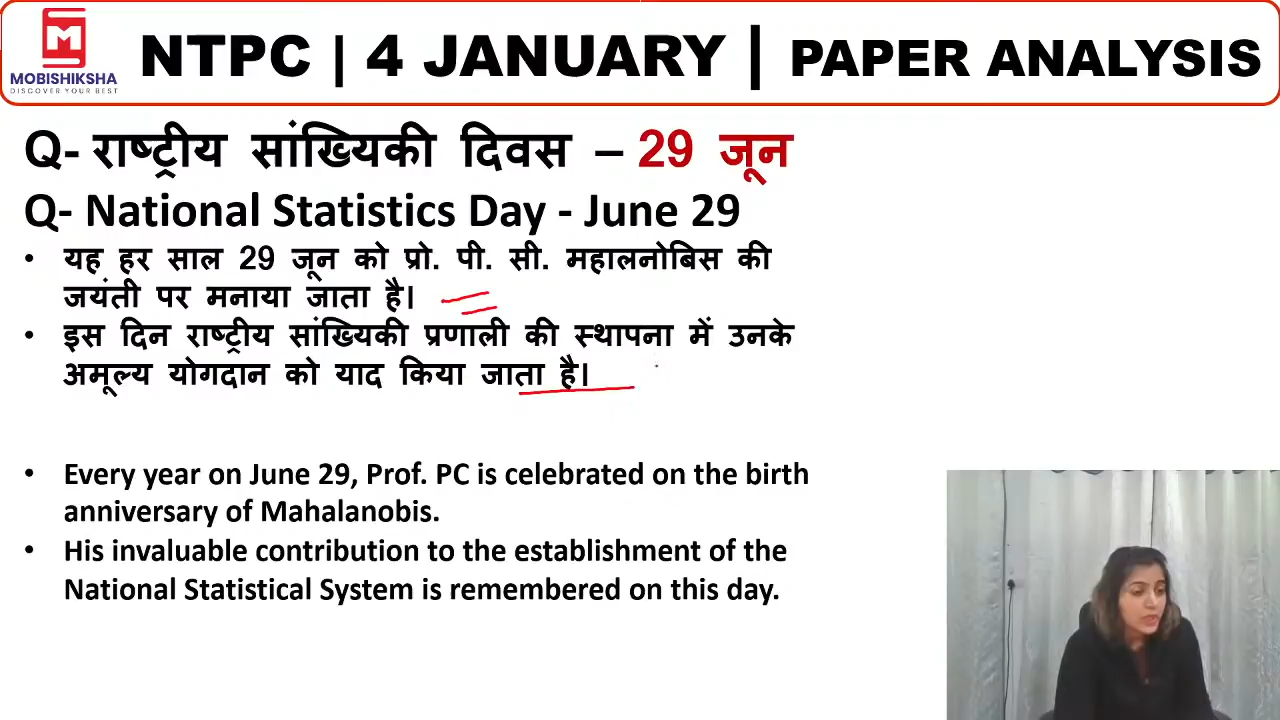 MOBISHIKSHA
DISCOVER YOUR BEST
NTPC | 4 JANUARY | PAPER ANALYSIS
Q- राष्ट्रीय सांख्यिकी दिवस – 29 जून
Q- National Statistics Day - June 29
• यह हर साल 29 जून को प्रो. पी. सी. महालनोबिस की
जयंती पर मनाया जाता है।
• इस दिन राष्ट्रीय सांख्यिकी प्रणाली की स्थापना में उनके
अमूल्य योगदान को याद किया जाता है।
• Every year on June 29, Prof. PC is celebrated on the birth
anniversary of Mahalanobis.
• His invaluable contribution to the establishment of the
National Statistical System is remembered on this day.